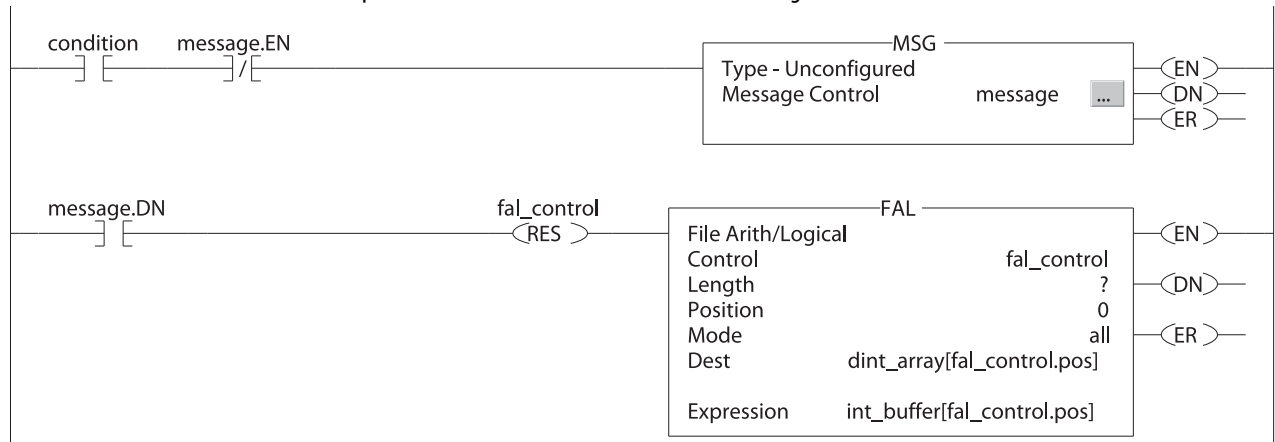 condition message.EN
MSG
Type - Unconfigured EN
Message Control message ... DN
ER
message.DN fal_control
RES
FAL
File Arith/Logical EN
Control fal_control
Length ? DN
Position 0
Mode all ER
Dest dint_array[fal_control.pos]
Expression int_buffer[fal_control.pos]